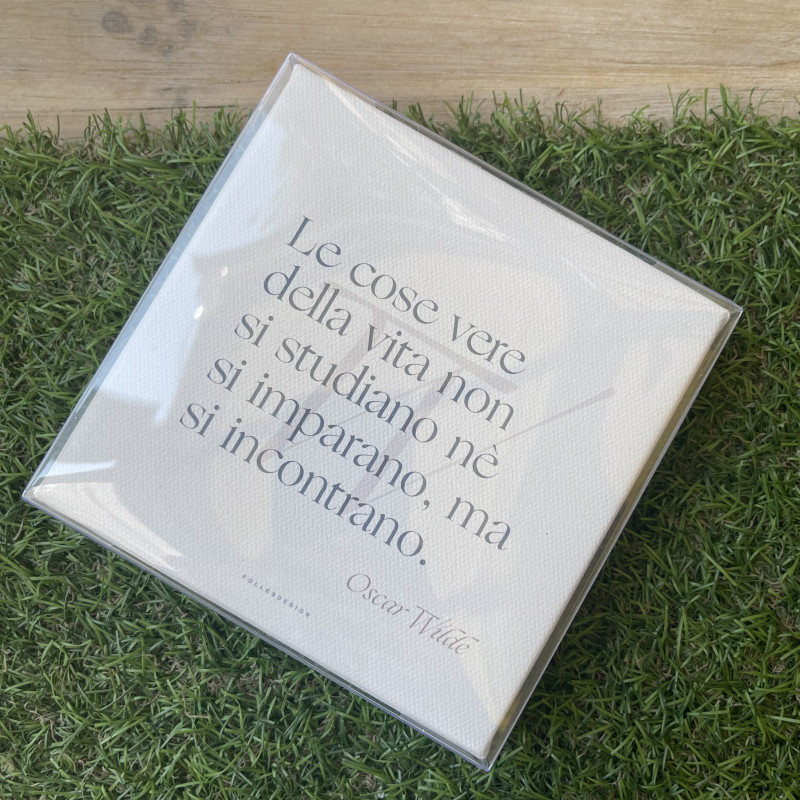 Le cose vere
della vita non
si studiano nè
si imparano, ma
si incontrano.
Oscar Wilde
FOLLESDESIGN